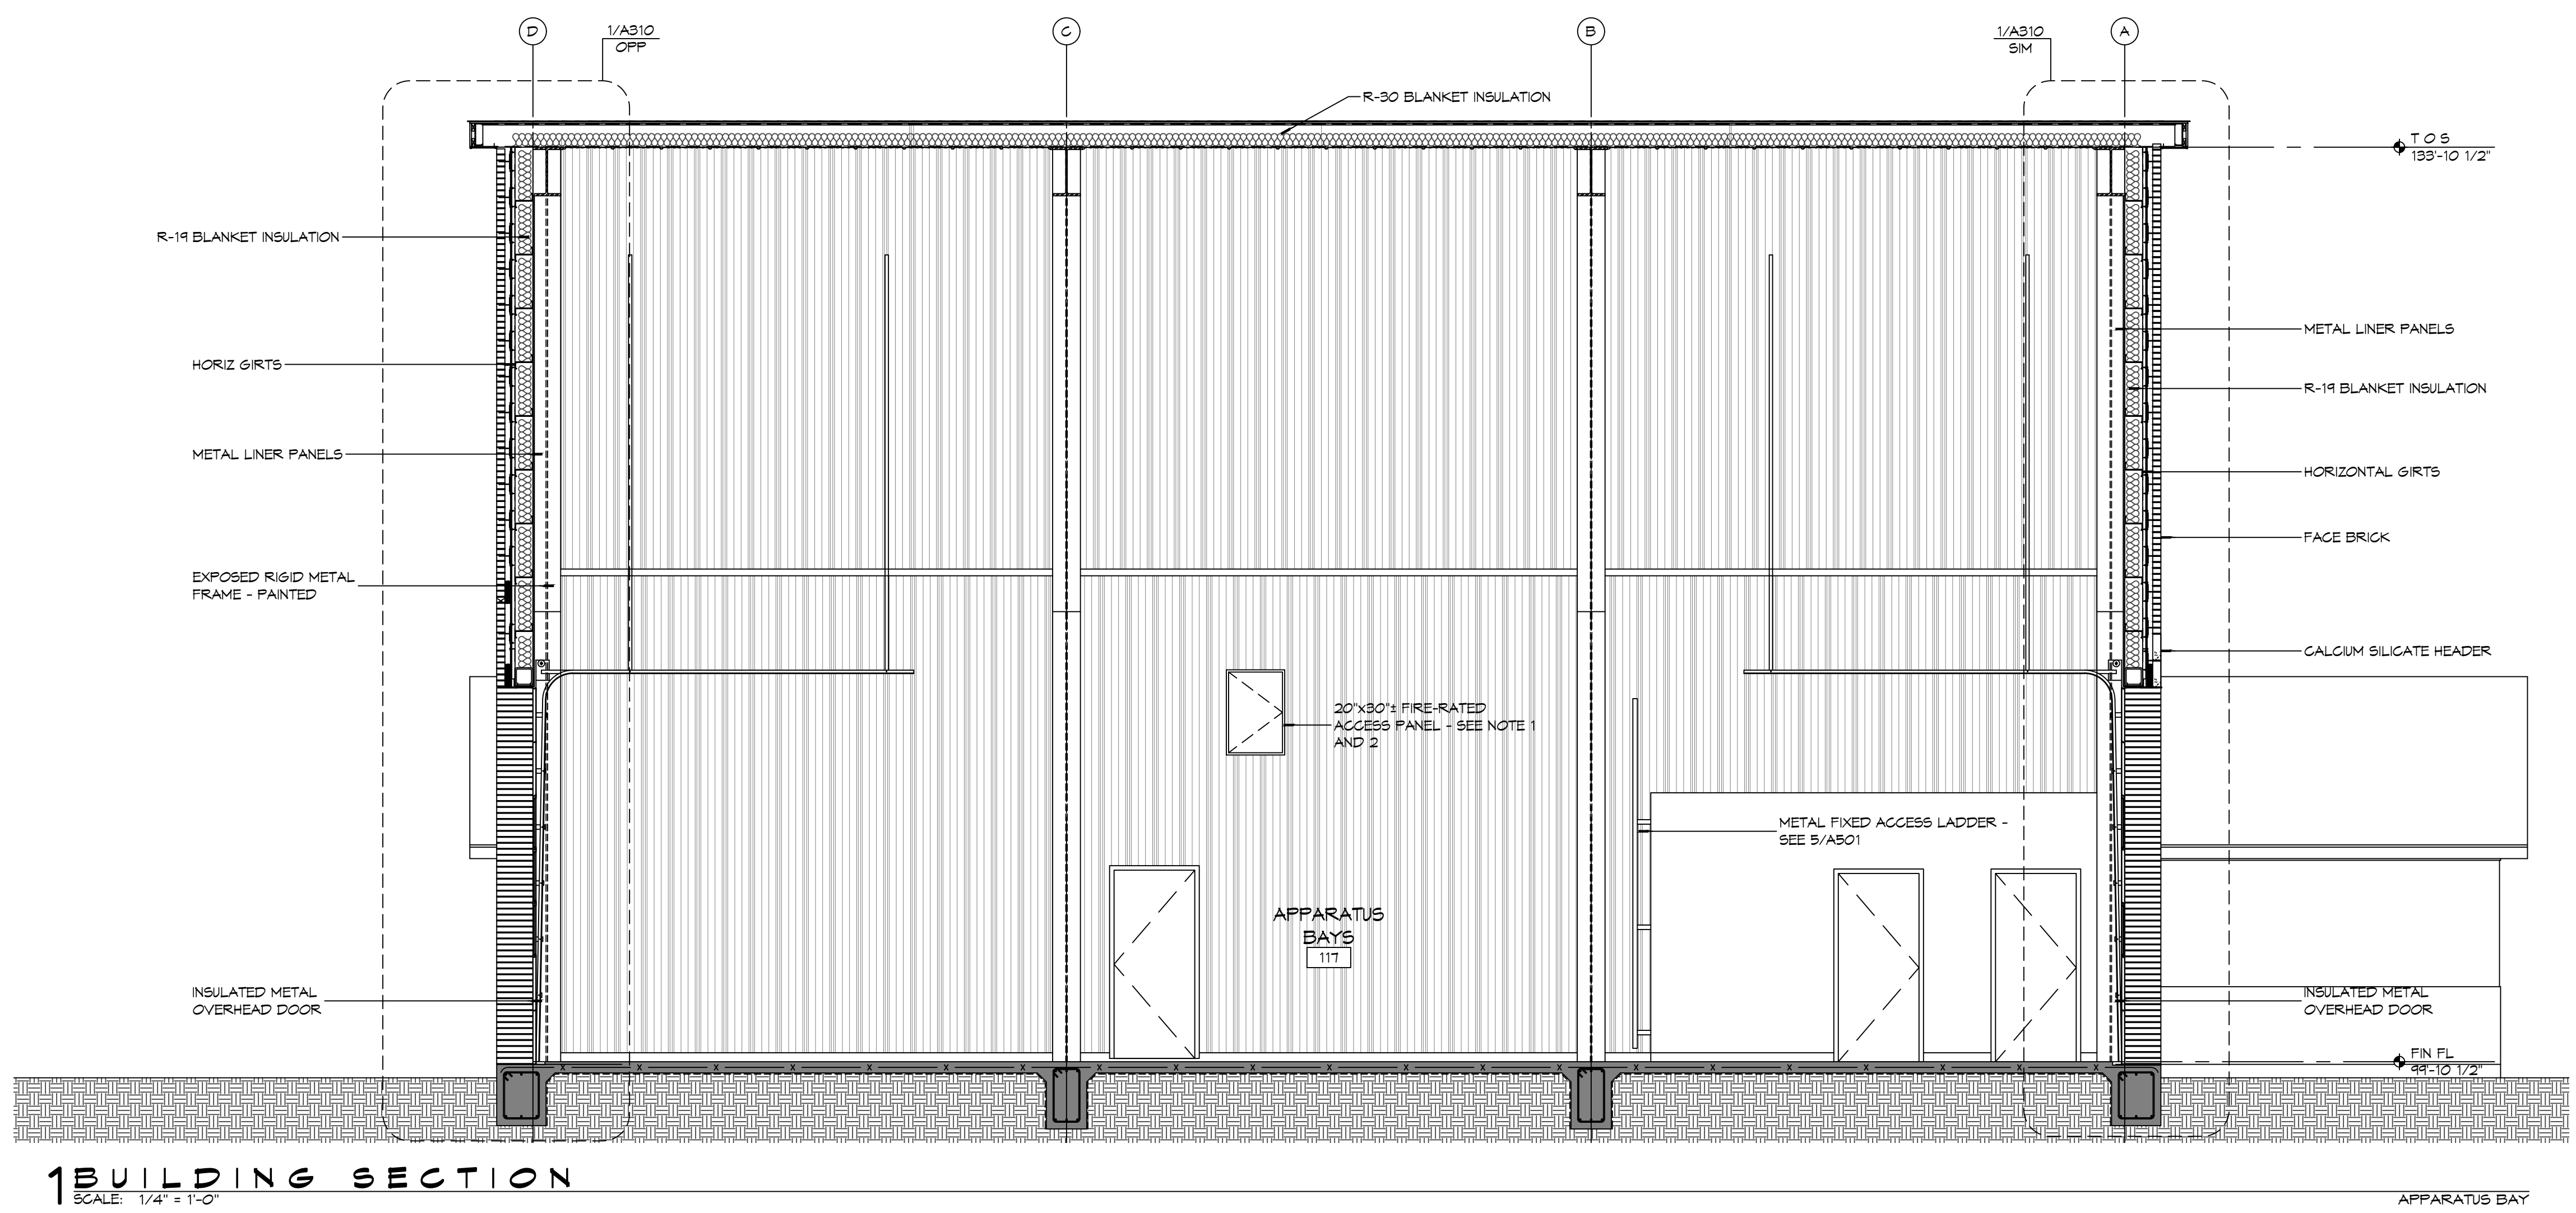 D
1/A310
OPP
C
B
1/A310
SIM
A
R-30 BLANKET INSULATION
T O S
133'-10 1/2"
R-19 BLANKET INSULATION
METAL LINER PANELS
HORIZ GIRTS
R-19 BLANKET INSULATION
METAL LINER PANELS
HORIZONTAL GIRTS
FACE BRICK
EXPOSED RIGID METAL
FRAME - PAINTED
CALCIUM SILICATE HEADER
20"x30"± FIRE-RATED
ACCESS PANEL - SEE NOTE 1
AND 2
METAL FIXED ACCESS LADDER -
SEE 5/A501
APPARATUS
BAYS
117
INSULATED METAL
OVERHEAD DOOR
INSULATED METAL
OVERHEAD DOOR
FIN FL
99'-10 1/2"
1 BUILDING SECTION
SCALE: 1/4" = 1'-0"
APPARATUS BAY